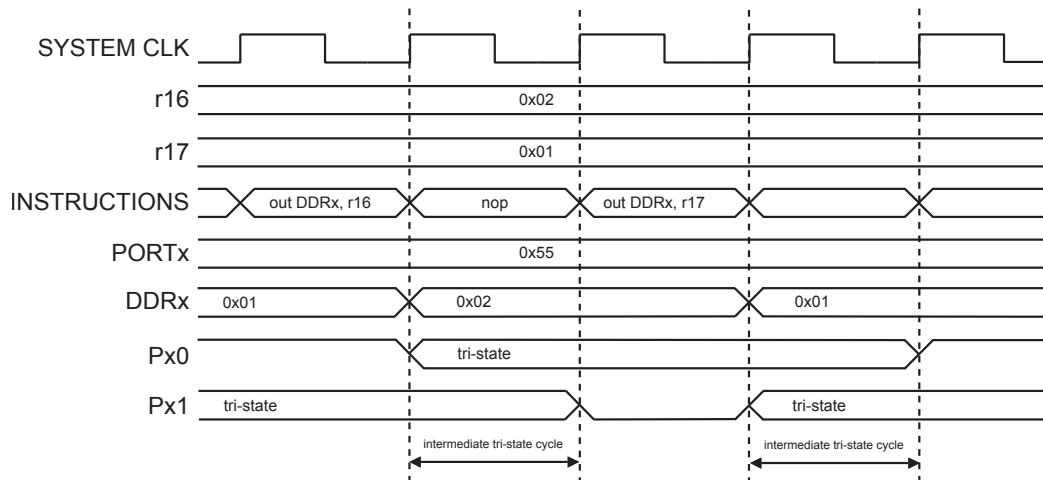 SYSTEM CLK
r16 0x02
r17 0x01
INSTRUCTIONS out DDRx, r16 nop out DDRx, r17
PORTx 0x55
DDRx 0x01 0x02 0x01
Px0 tri-state
Px1 tri-state tri-state
intermediate tri-state cycle intermediate tri-state cycle